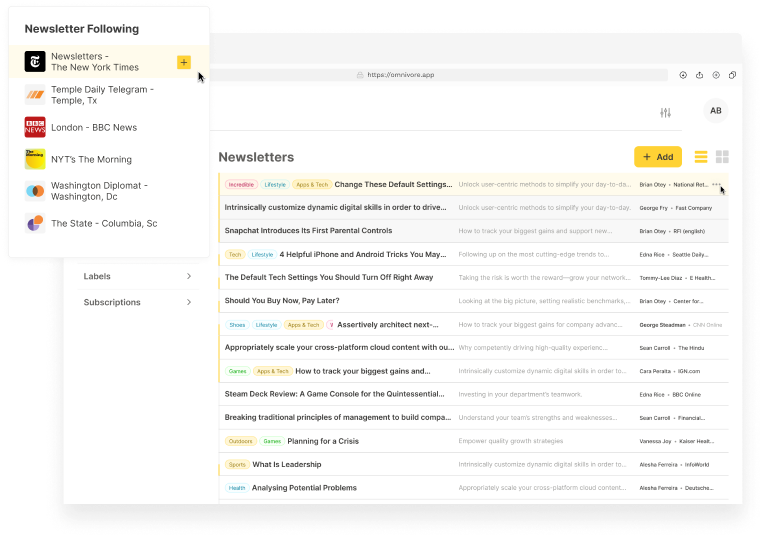 Newsletter Following
Newsletters -
The New York Times
Temple Daily Telegram -
Temple, Tx
BBC
NEWS
London - BBC News
The
Morning
NYT's The Morning
Washington Diplomat -
Washington, Dc
The State - Columbia, Sc
Labels
Subscriptions
https://omnivore.app
AB
Newsletters
+ Add
Incredible Lifestyle Apps & Tech Change These Default Settings... Unlock user-centric methods to simplify your day-to-da... Brian Otey • National Ret...
Intrinsically customize dynamic digital skills in order to drive... Unlock user-centric methods to simplify your day-to-day. George Fry • Fast Company
Snapchat Introduces Its First Parental Controls How to track your biggest gains and support new... Brian Otey • RFI (english)
Tech Lifestyle 4 Helpful iPhone and Android Tricks You May... Following up on the most cutting-edge trends to... Edna Rice • Seattle Daily...
The Default Tech Settings You Should Turn Off Right Away Taking the risk is worth the reward—grow your network... Tommy-Lee Diaz • E Health...
Should You Buy Now, Pay Later? Looking at the big picture, setting realistic benchmarks,... Brian Otey • Center for...
Shoes Lifestyle Apps & Tech Assertively architect next-... How to track your biggest gains for company advanc... George Steadman • CNN Online
Appropriately scale your cross-platform cloud content with ou... Why competently driving high-quality experienc... Sean Carroll • The Hindu
Games Apps & Tech How to track your biggest gains and... Intrinsically customize dynamic digital skills in order to... Cara Peralta • IGN.com
Steam Deck Review: A Game Console for the Quintessential... Investing in your department's teamwork. Edna Rice • BBC Online
Breaking traditional principles of management to build compa... Understand your team's strengths and weaknesses... Sean Carroll • Financial...
Outdoors Games Planning for a Crisis Empower quality growth strategies Vanessa Jay • Kaiser Healt...
Sports What Is Leadership Intrinsically customize dynamic digital skills in order to... Alesha Ferreira • InfoWorld
Health Analysing Potential Problems Appropriately scale your cross-platform cloud content... Alesha Ferreira • Deutsche...